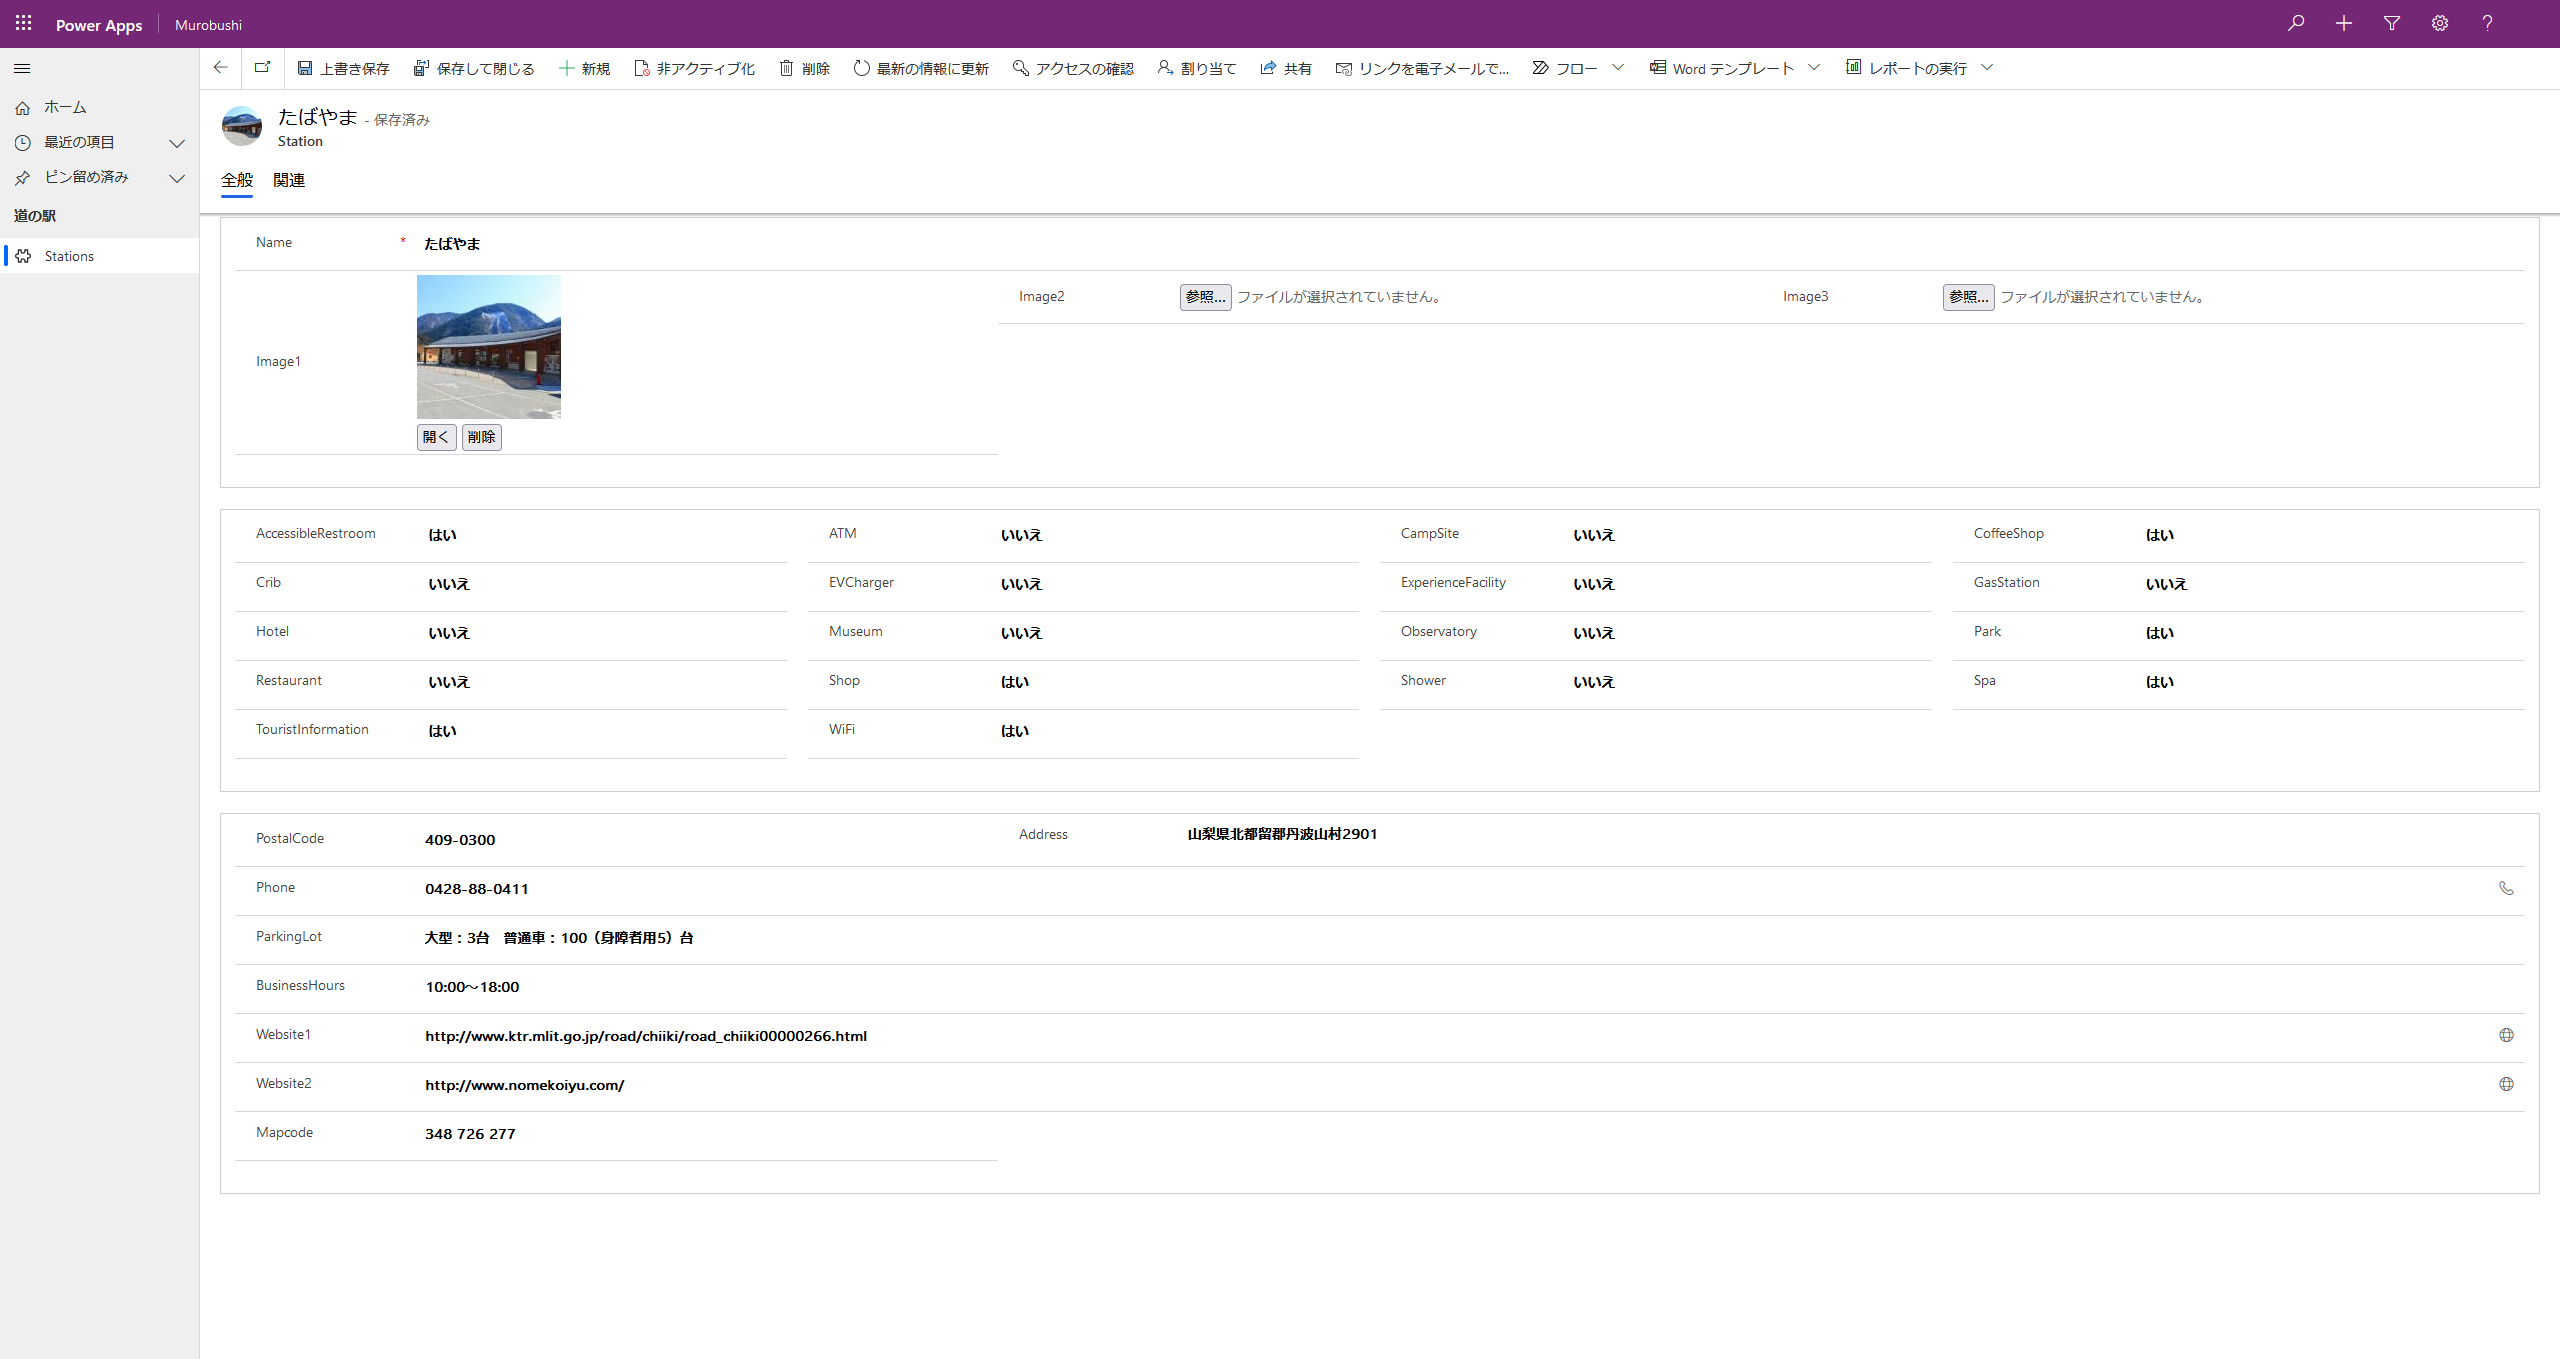 Power Apps Murobushi
上書き保存 保存して閉じる 新規 非アクティブ化 削除 最新の情報に更新 アクセスの確認 割り当て 共有 リンクを電子メールで... フロー Word テンプレート レポートの実行
ホーム
最近の項目
ピン留め済み
道の駅
Stations
たばやま - 保存済み
Station
全般 関連
Name * たばやま
Image1
開く 削除
Image2 参照... ファイルが選択されていません。
Image3 参照... ファイルが選択されていません。
AccessibleRestroom はい ATM いいえ CampSite いいえ CoffeeShop はい
Crib いいえ EVCharger いいえ ExperienceFacility いいえ GasStation いいえ
Hotel いいえ Museum いいえ Observatory いいえ Park はい
Restaurant いいえ Shop はい Shower いいえ Spa はい
TouristInformation はい WiFi はい
PostalCode 409-0300 Address 山梨県北都留郡丹波山村2901
Phone 0428-88-0411
ParkingLot 大型：3台　普通車：100（身障者用5）台
BusinessHours 10:00～18:00
Website1 http://www.ktr.mlit.go.jp/road/chiiki/road_chiiki00000266.html
Website2 http://www.nomekoiyu.com/
Mapcode 348 726 277